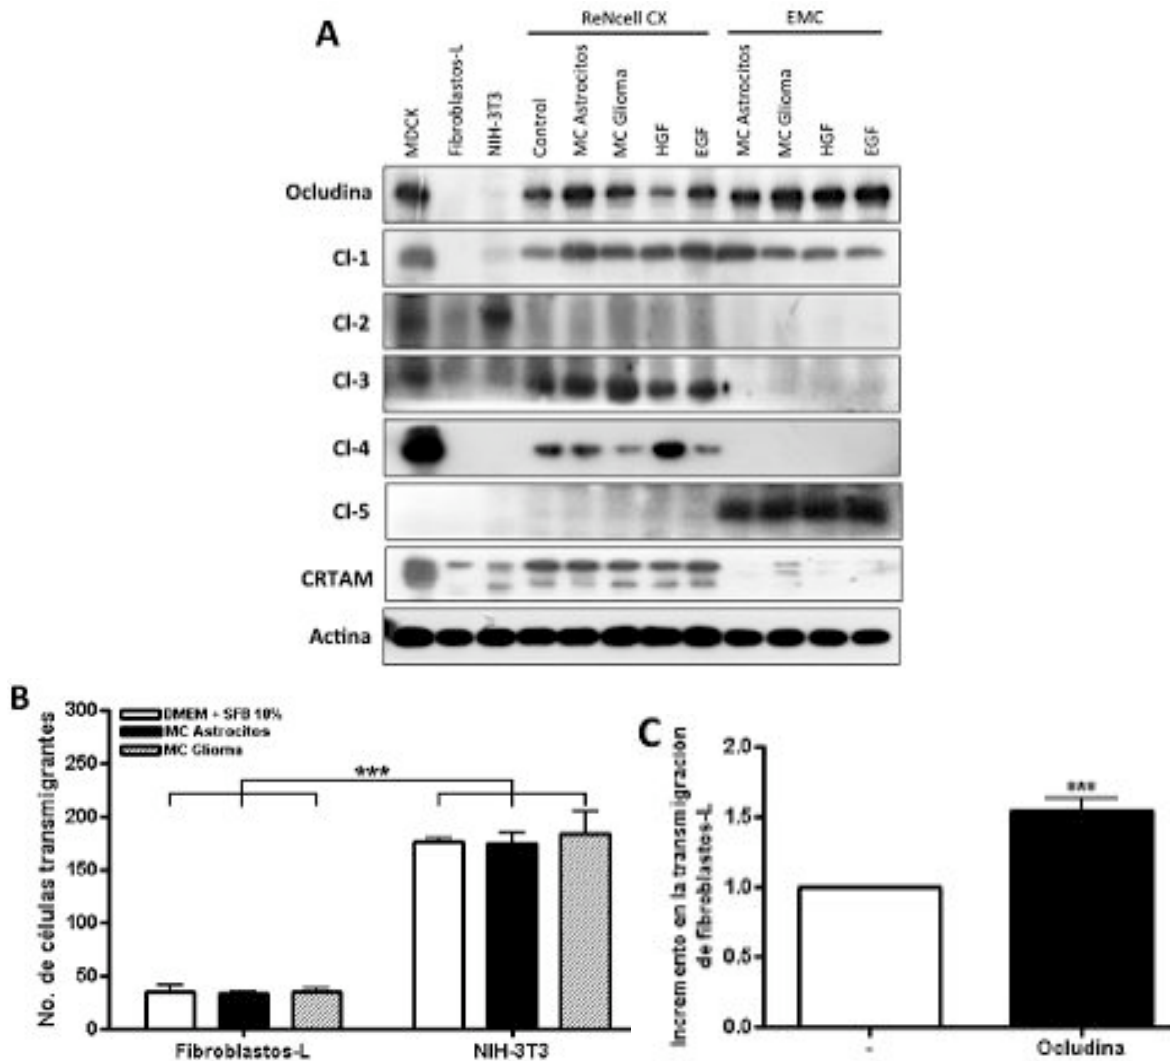 A
ReNcell CX
EMC
MDCK
Fibroblastos-L
NIH-3T3
Control
MC Astrocitos
MC Glioma
HGF
EGF
MC Astrocitos
MC Glioma
HGF
EGF
Ocludina
Cl-1
Cl-2
Cl-3
Cl-4
Cl-5
CRTAM
Actina
B
No. de células transmigrantes
300
250
200
150
100
50
0
DMEM + SFB 10%
MC Astrocitos
MC Glioma
***
Fibroblastos-L
NIH-3T3
C
Incremento en la transmigración
de fibroblastos-L
2.0
1.5
1.0
0.5
0.0
***
-
Ocludina